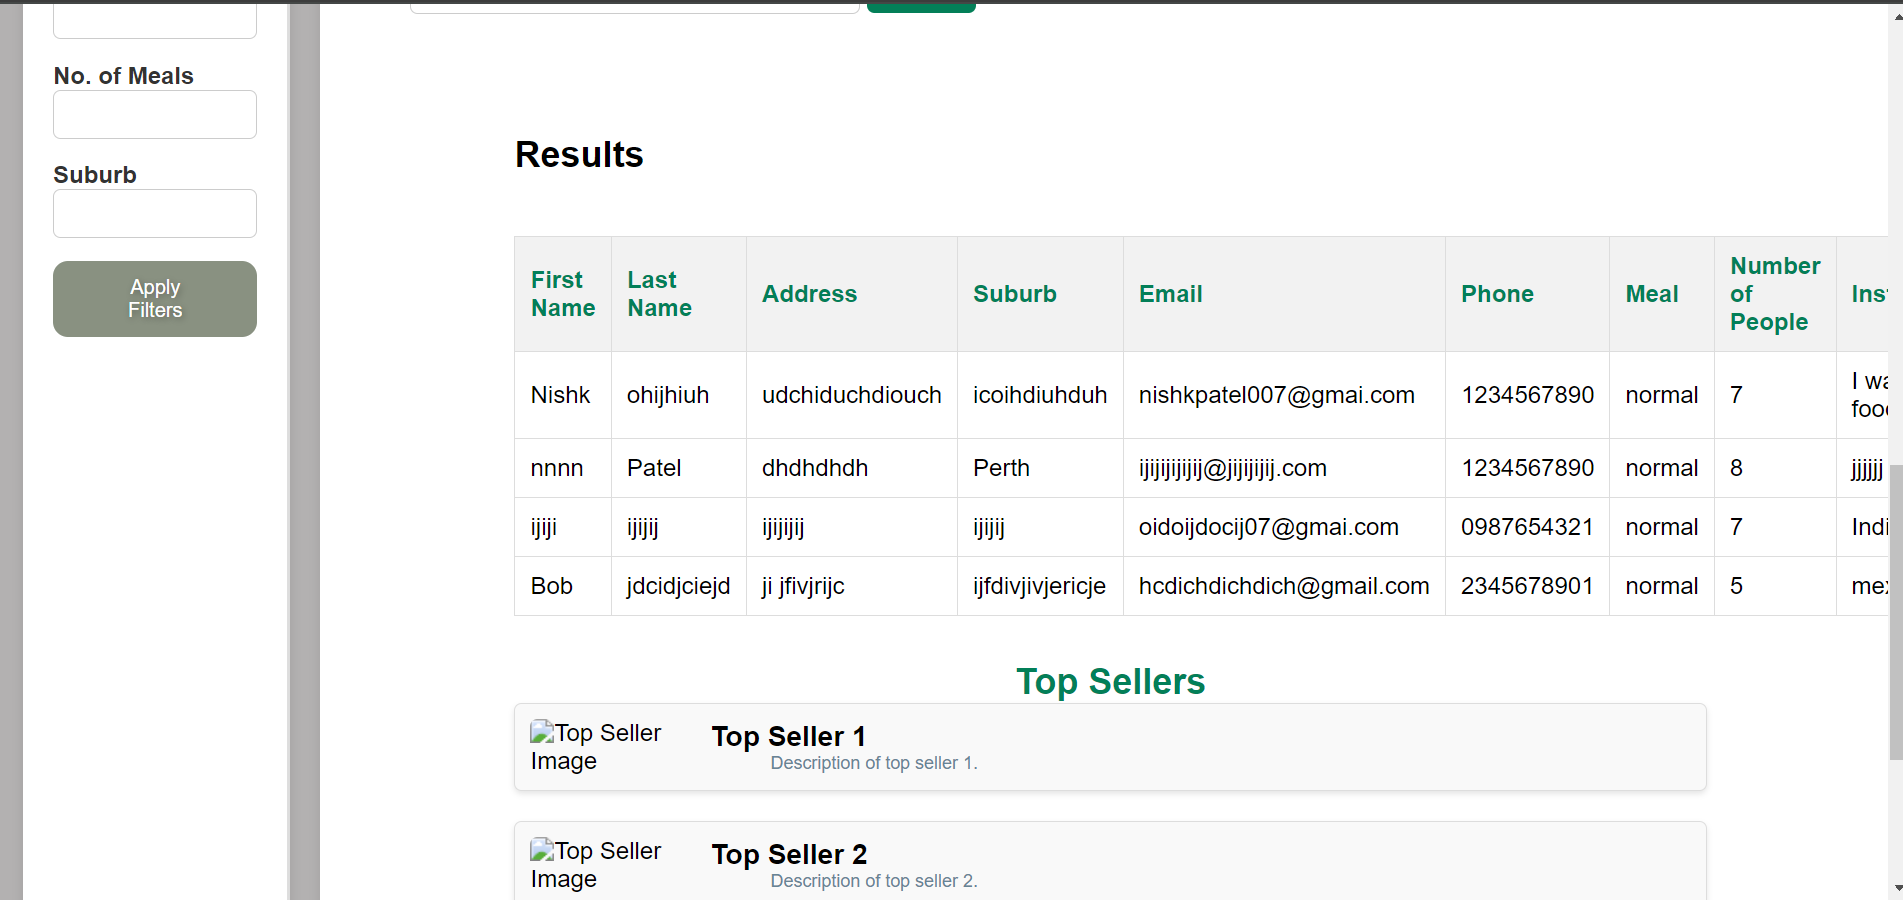 No. of Meals
Suburb
Apply
Filters
Results
First Name Last Name Address Suburb Email Phone Meal Number of People Ins
Nishk ohijhiuh udchiduchdiouch icoihdiuhduh nishkpatel007@gmai.com 1234567890 normal 7 I wa foo
nnnn Patel dhdhdhdh Perth ijijijijijij@jijijijij.com 1234567890 normal 8 jjjjjj
ijiji ijijij ijijijij ijijij oidoijdocij07@gmai.com 0987654321 normal 7 Indi
Bob jdcidjciejd ji jfivjrijc ijfdivjivjericje hcdichdichdich@gmail.com 2345678901 normal 5 mex
Top Sellers
Top Seller Image
Top Seller 1
Description of top seller 1.
Top Seller Image
Top Seller 2
Description of top seller 2.